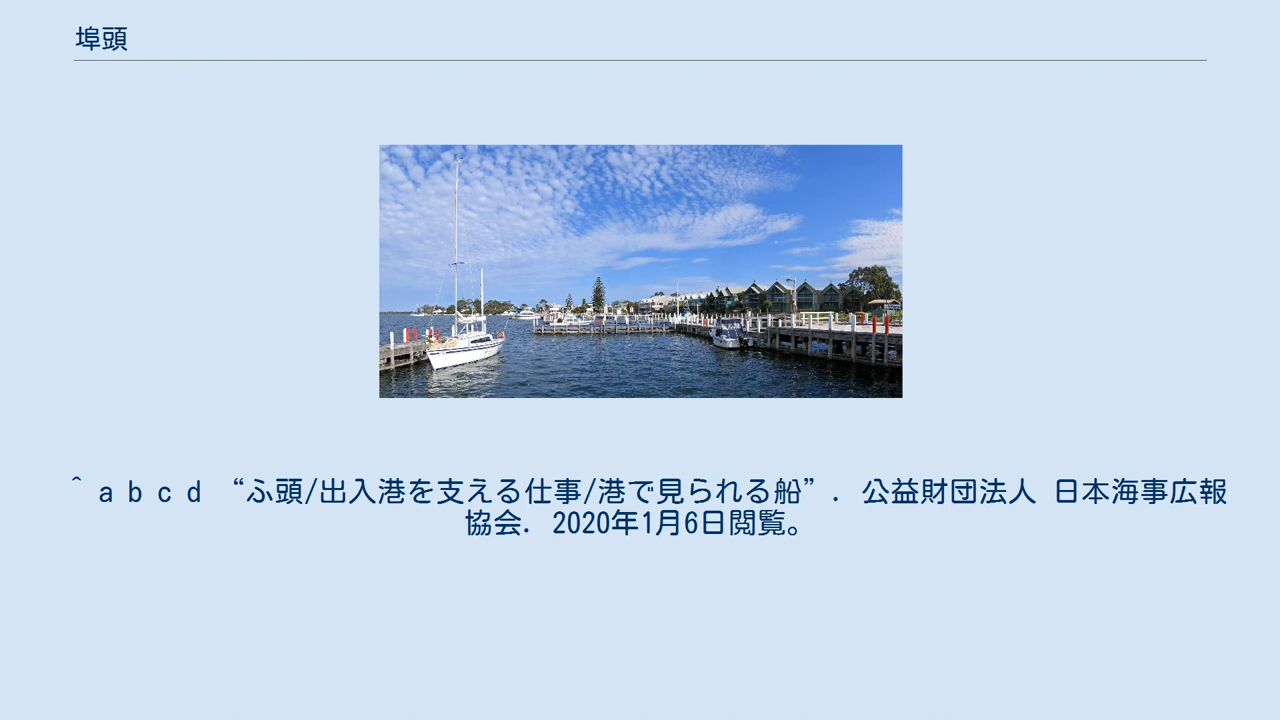 埠頭
^ a b c d “ふ頭/出入港を支える仕事/港で見られる船”. 公益財団法人 日本海事広報
協会. 2020年1月6日閲覧。